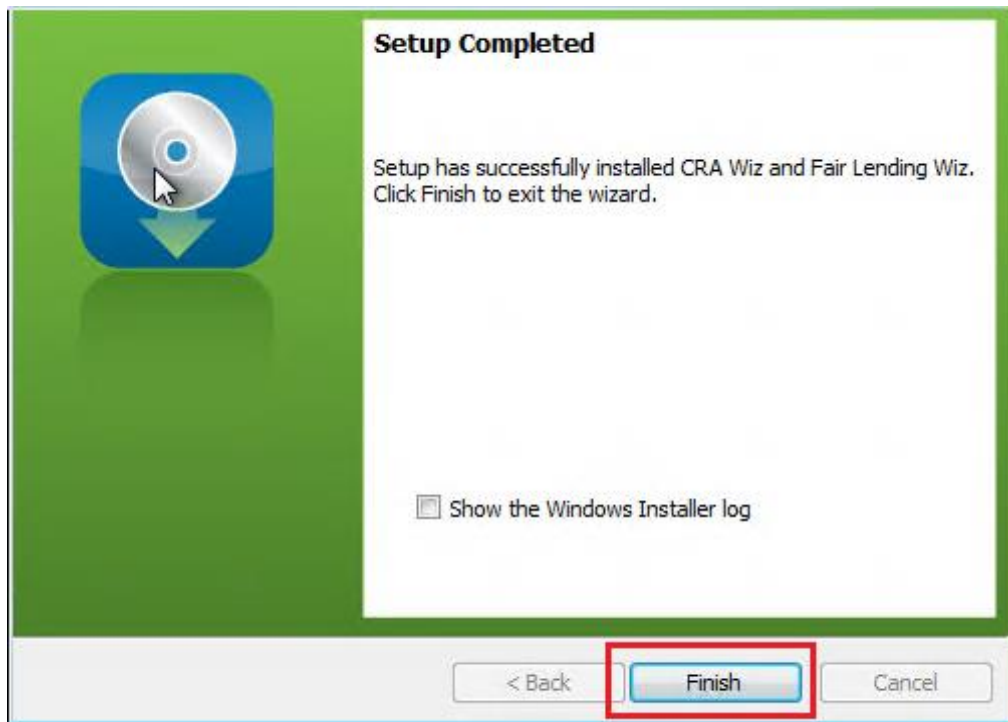 Setup Completed
Setup has successfully installed CRA Wiz and Fair Lending Wiz.
Click Finish to exit the wizard.
Show the Windows Installer log
< Back
Finish
Cancel